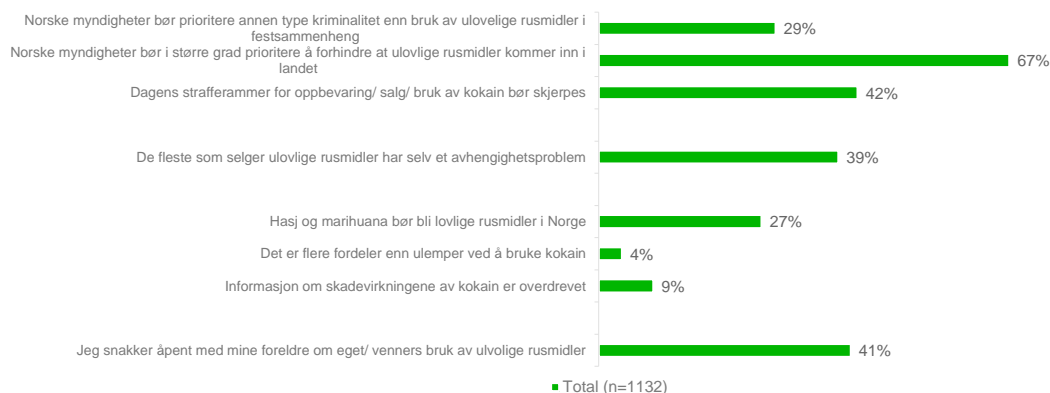 Norske myndigheter bør prioritere annen type kriminalitet enn bruk av ulovelige rusmidler i
festsammenheng
29%
Norske myndigheter bør i større grad prioritere å forhindre at ulovlige rusmidler kommer inn i
landet
67%
Dagens strafferammer for oppbevaring/ salg/ bruk av kokain bør skjerpes
42%
De fleste som selger ulovlige rusmidler har selv et avhengighetsproblem
39%
Hasj og marihuana bør bli lovlige rusmidler i Norge
27%
Det er flere fordeler enn ulemper ved å bruke kokain
4%
Informasjon om skadevirkningene av kokain er overdrevet
9%
Jeg snakker åpent med mine foreldre om eget/ venners bruk av ulvolige rusmidler
41%
Total (n=1132)